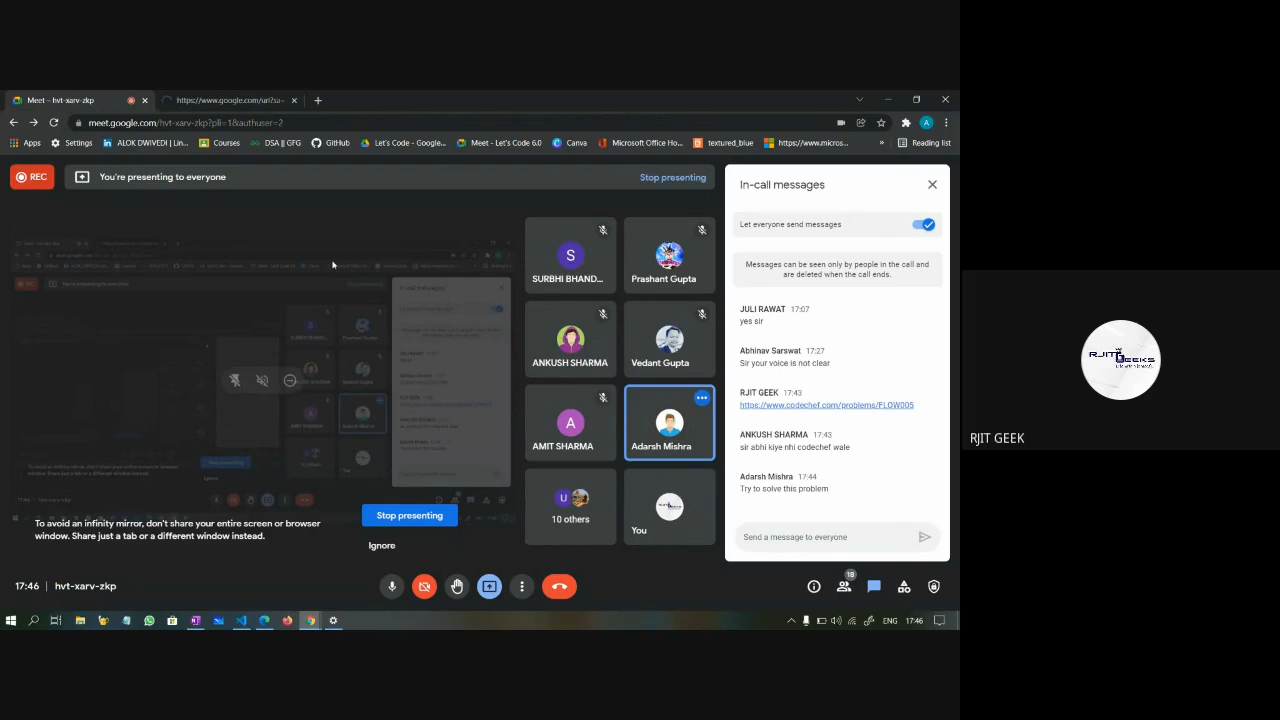 Meet – hvt-xarv-zkp
https://www.google.com/url?sa=
meet.google.com/hvt-xarv-zkp?pli=1&authuser=2
Apps
Settings
ALOK DWIVEDI | Lin...
Courses
DSA || GFG
GitHub
Let's Code - Google...
Meet - Let's Code 6.0
Canva
Microsoft Office Ho...
textured_blue
https://www.micros...
»
Reading list
REC
You're presenting to everyone
Stop presenting
In-call messages
Let everyone send messages
Messages can be seen only by people in the call and
are deleted when the call ends.
JULI RAWAT 17:07
yes sir
Abhinav Sarswat 17:27
Sir your voice is not clear
RJIT GEEK 17:43
https://www.codechef.com/problems/FLOW005
ANKUSH SHARMA 17:43
sir abhi kiye nhi codechef wale
Adarsh Mishra 17:44
Try to solve this problem
Send a message to everyone
S
SURBHI BHAND...
Prashant Gupta
ANKUSH SHARMA
Vedant Gupta
A
AMIT SHARMA
Adarsh Mishra
U
10 others
You
To avoid an infinity mirror, don't share your entire screen or browser
window. Share just a tab or a different window instead.
Stop presenting
Ignore
17:46 | hvt-xarv-zkp
18
ENG
17:46
RJIT GEEK